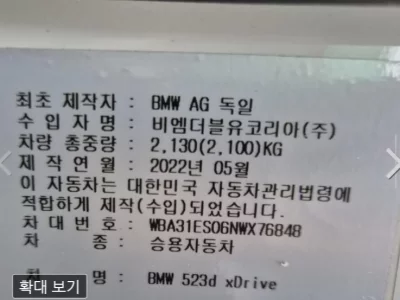 최초 제작자 : BMW AG 독일
수 입 자 명 : 비엠더블유코리아(주)
차량 총중량 : 2,130(2,100)KG
제 작 연 월 : 2022년 05월
이 자동차는 대한민국 자동차관리법령에
적합하게 제작(수입)되었습니다.
차 대 번 호 : WBA31ES06NWX76848
차 종 : 승용자동차
차 명 : BMW 523d xDrive
확대 보기